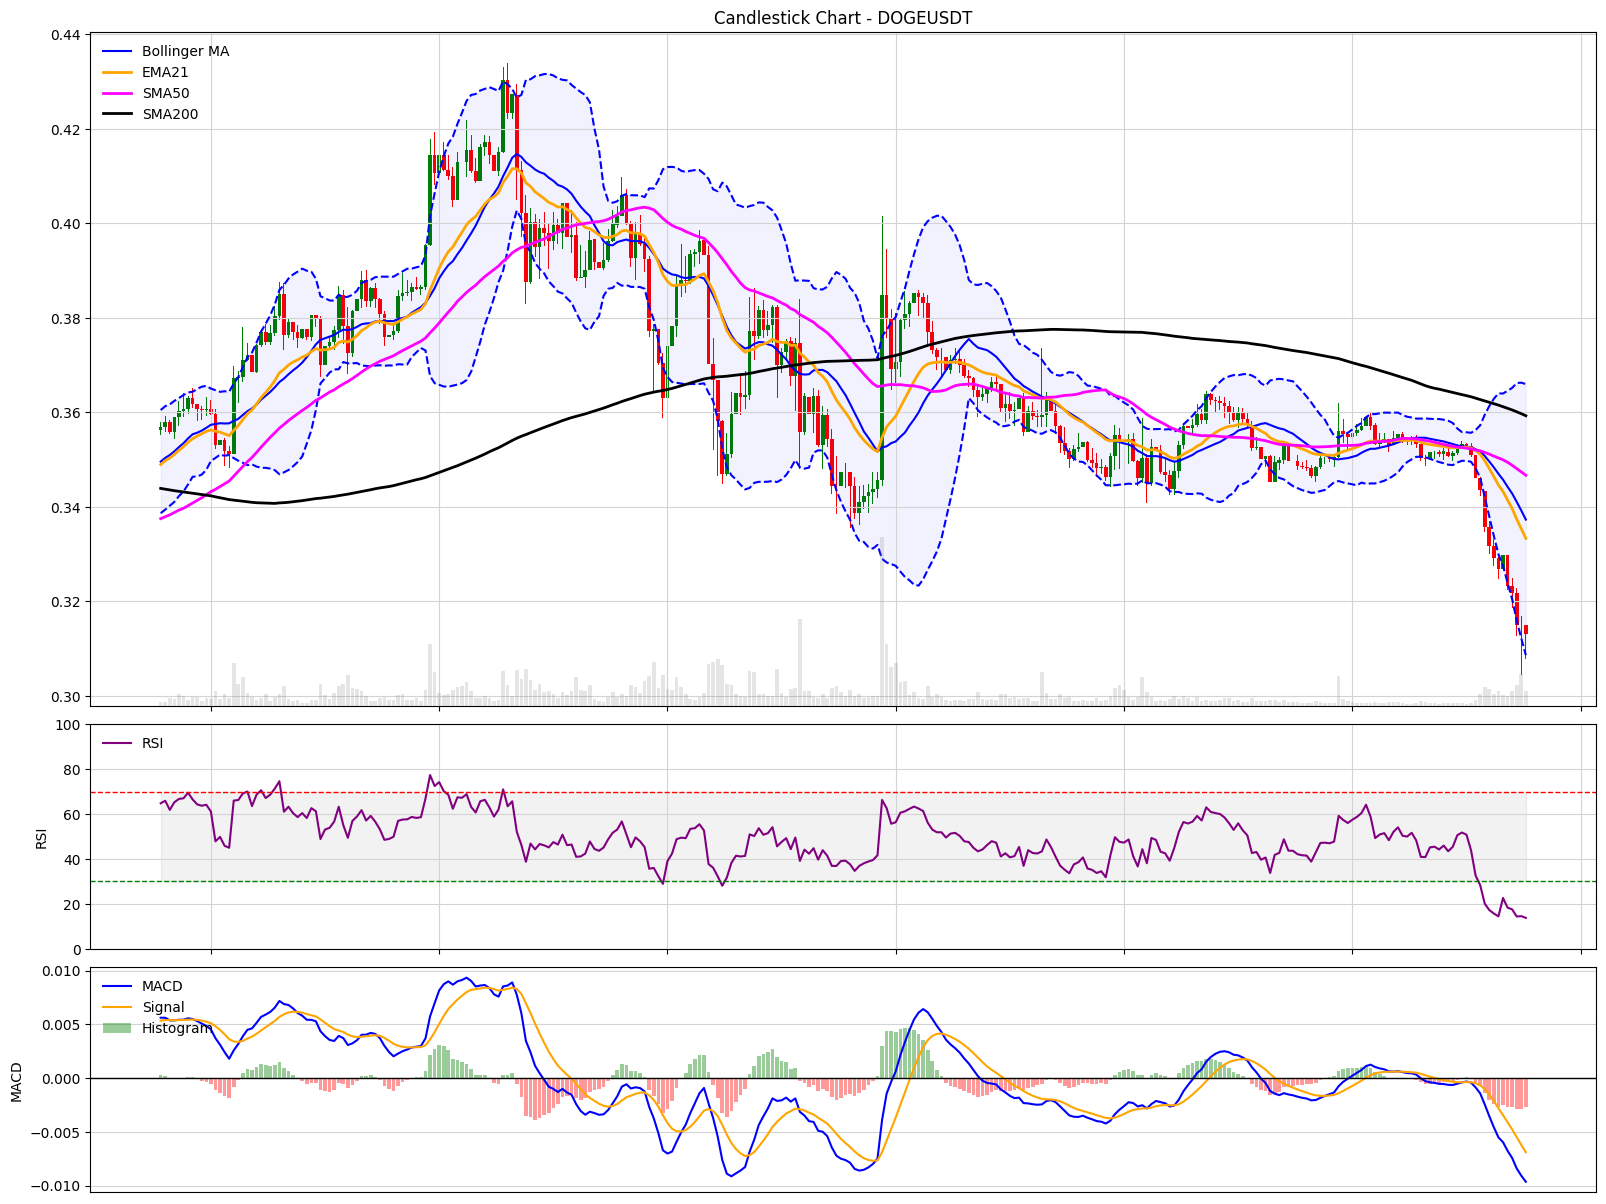 Candlestick Chart - DOGEUSDT
0.44
0.42
0.40
0.38
0.36
0.34
0.32
0.30
Bollinger MA
EMA21
SMA50
SMA200
100
80
60
40
20
0
RSI
RSI
0.010
0.005
0.000
−0.005
−0.010
MACD
MACD
Signal
Histogram